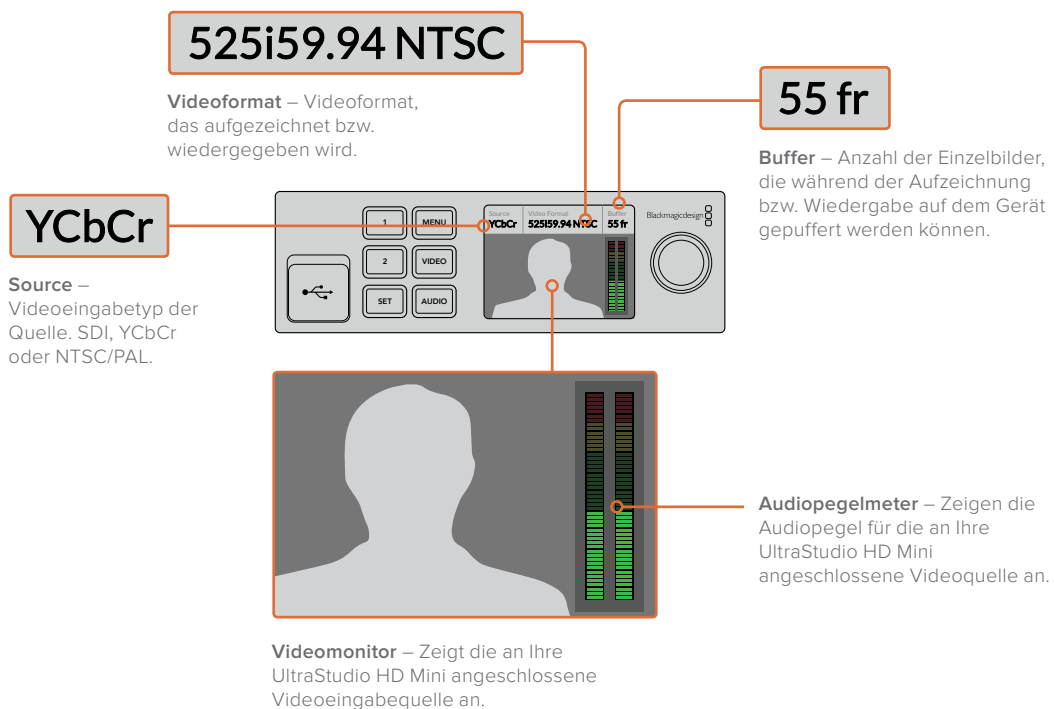 525i59.94 NTSC
Videoformat – Videoformat,
das aufgezeichnet bzw.
wiedergegeben wird.
55 fr
Buffer – Anzahl der Einzelbilder,
die während der Aufzeichnung
bzw. Wiedergabe auf dem Gerät
gepuffert werden können.
YCbCr
Source –
Videoeingabetyp der
Quelle. SDI, YCbCr
oder NTSC/PAL.
1
MENU
2
VIDEO
SET
AUDIO
Source
YCbCr
Video Format
525i59.94 NTSC
Buffer
55 fr
Blackmagicdesign
Audiopegelmeter – Zeigen die
Audiopegel für die an Ihre
UltraStudio HD Mini
angeschlossene Videoquelle an.
Videomonitor – Zeigt die an Ihre
UltraStudio HD Mini angeschlossene
Videoeingabequelle an.